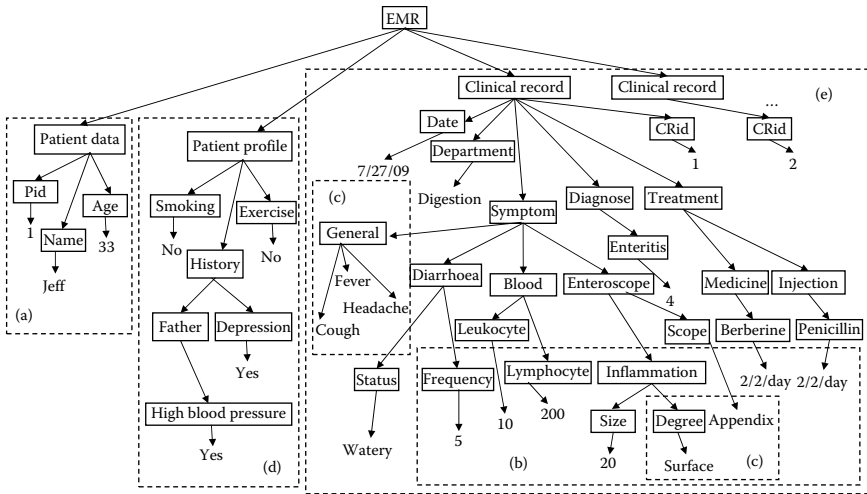 EMR
Clinical record
Clinical record
(e)
...
Date
CRid
CRid
Patient data
Patient profile
Department
7/27/09
1
2
Pid
Age
Smoking
Exercise
(c)
Digestion
Symptom
Diagnose
Treatment
1
Name
33
No
No
General
Enteritis
Jeff
History
Fever
Diarrhoea
Blood
Enteroscope
4
Medicine
Injection
(a)
Headache
Cough
Father
Depression
Leukocyte
Scope
Berberine
Penicillin
Yes
Status
Frequency
Lymphocyte
Inflammation
2/2/day
2/2/day
High blood pressure
10
200
Size
Degree
Appendix
Watery
5
Yes
(d)
(b)
20
Surface
(c)